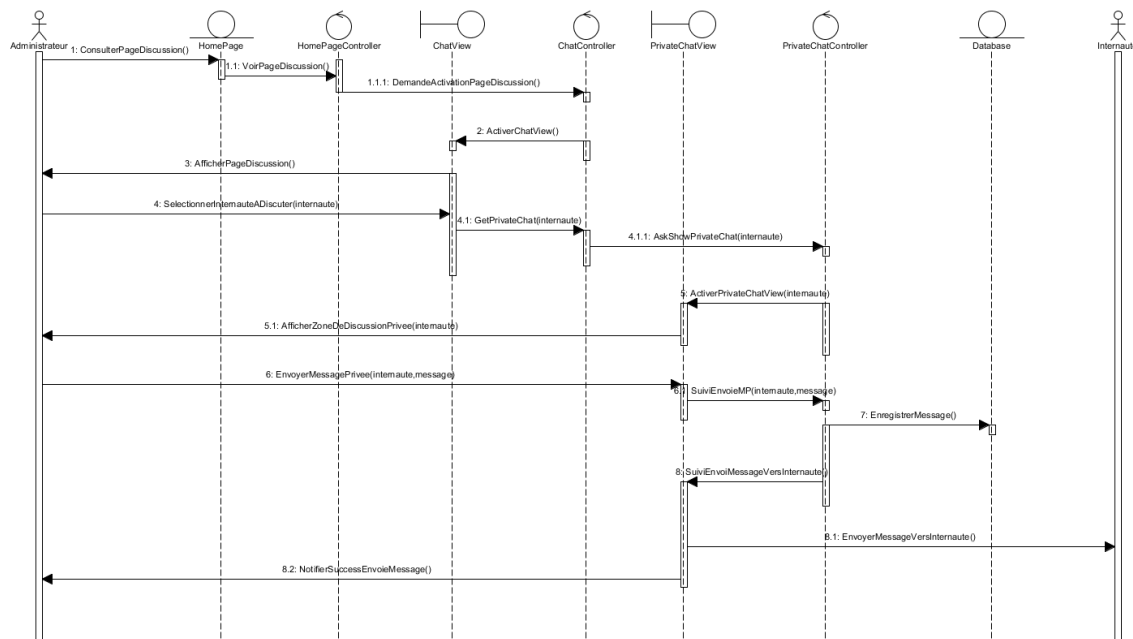 Administrateur
HomePage
HomePageController
ChatView
ChatController
PrivateChatView
PrivateChatController
Database
Internaute
1: ConsulterPageDiscussion()
1.1: VoirPageDiscussion()
1.1.1: DemandeActivationPageDiscussion()
2: ActiverChatView()
3: AfficherPageDiscussion()
4: SelectionnerInternauteADiscuter(internaute)
4.1: GetPrivateChat(internaute)
4.1.1: AskShowPrivateChat(internaute)
5: ActiverPrivateChatView(internaute)
5.1: AfficherZoneDeDiscussionPrivee(internaute)
6: EnvoyerMessagePrivee(internaute,message)
6.1: SuiviEnvoieMP(internaute,message)
7: EnregistrerMessage()
8: SuiviEnvoiMessageVersInternaute()
8.1: EnvoyerMessageVersInternaute()
8.2: NotifierSuccessEnvoieMessage()